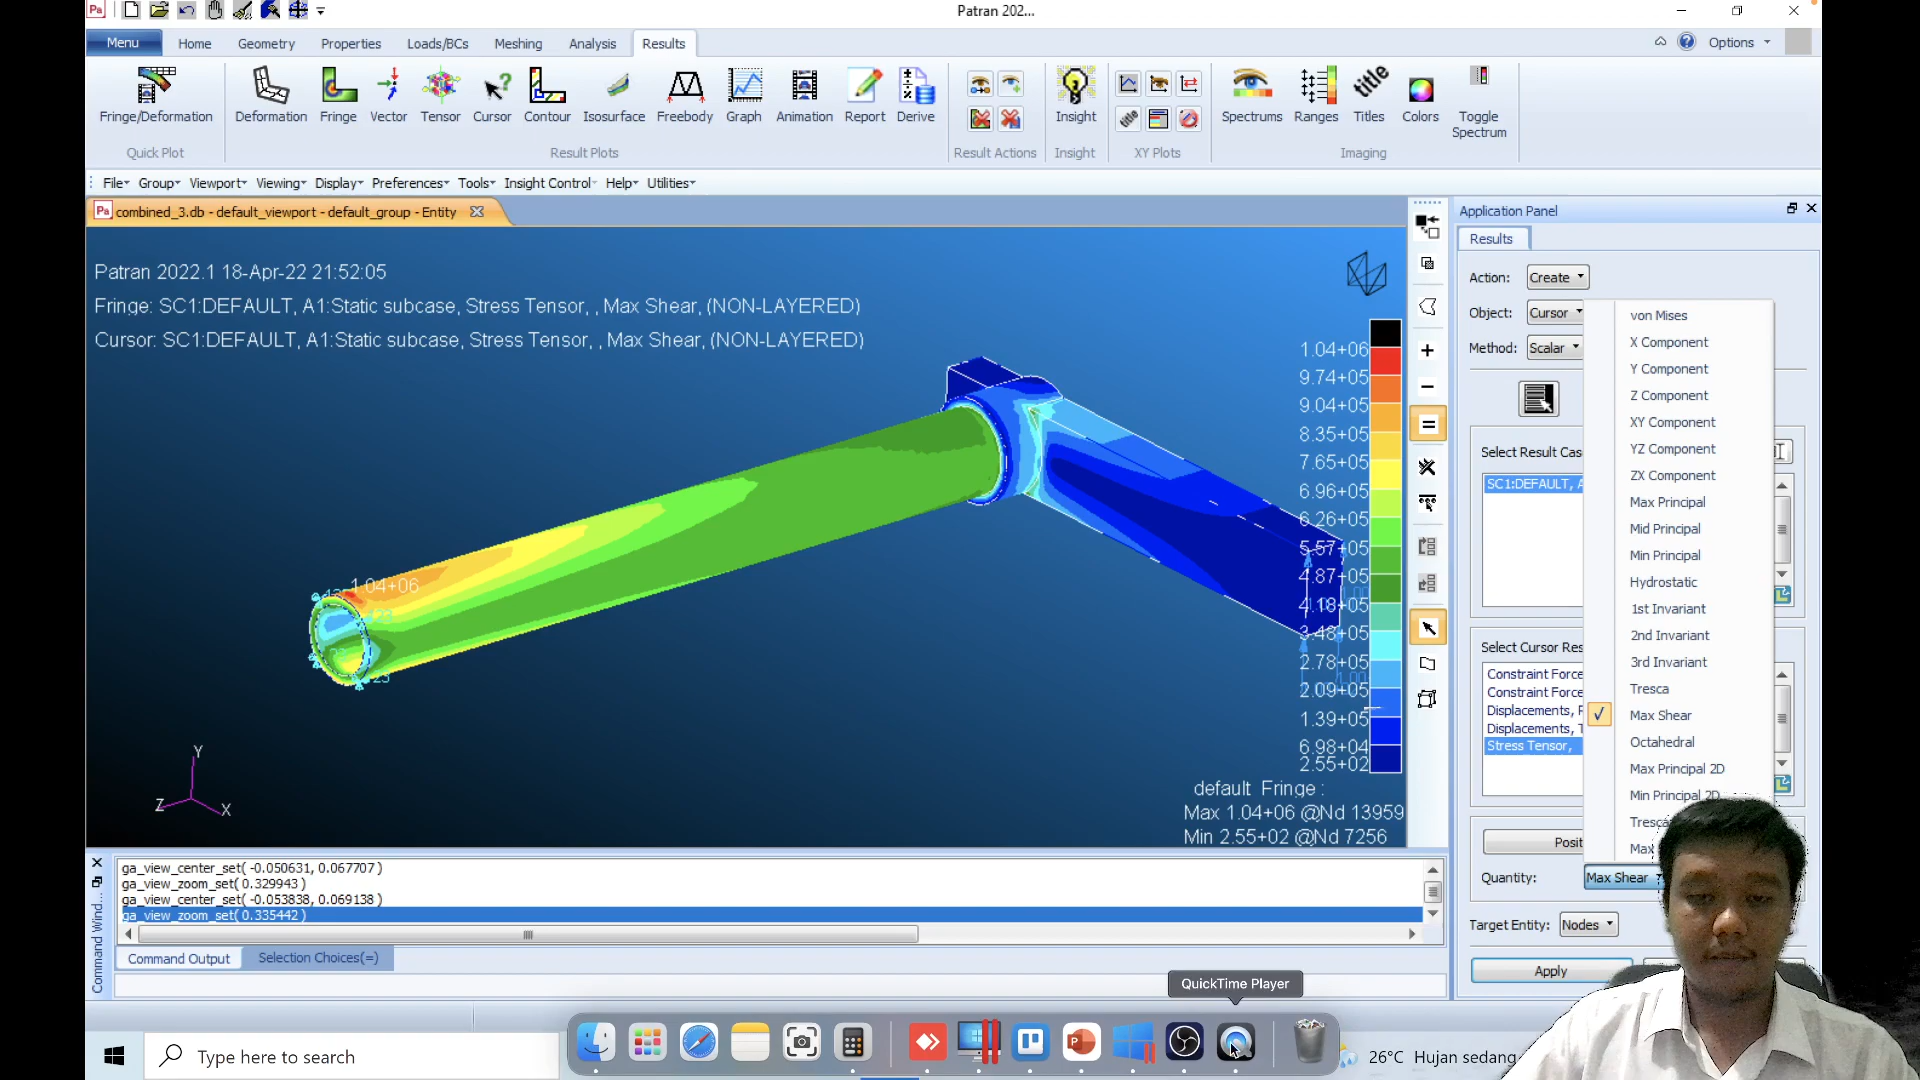 Pa
Patran 202...
Menu Home Geometry Properties Loads/BCs Meshing Analysis Results
Options
Fringe/Deformation Deformation Fringe Vector Tensor Cursor Contour Isosurface Freebody Graph Animation Report Derive Insight Spectrums Ranges title Titles Colors Toggle Spectrum
Quick Plot Result Plots Result Actions Insight XY Plots Imaging
File Group Viewport Viewing Display Preferences Tools Insight Control Help Utilities
Pa combined_3.db - default_viewport - default_group - Entity
Application Panel
Results
Patran 2022.1 18-Apr-22 21:52:05
Fringe: SC1:DEFAULT, A1:Static subcase, Stress Tensor, , Max Shear, (NON-LAYERED)
Cursor: SC1:DEFAULT, A1:Static subcase, Stress Tensor, , Max Shear, (NON-LAYERED)
1.04+06
1.04+06
9.74+05
9.04+05
8.35+05
7.65+05
6.96+05
6.26+05
5.57+05
4.87+05
4.18+05
3.48+05
2.78+05
2.09+05
1.39+05
6.98+04
2.55+02
default Fringe :
Max 1.04+06 @Nd 13959
Min 2.55+02 @Nd 7256
Y
Z
X
Action: Create
Object: Cursor
Method: Scalar
Select Result Cas
SC1:DEFAULT, A
Select Cursor Res
Constraint Force
Constraint Force
Displacements, R
Displacements, T
Stress Tensor,
Posit
Quantity: Max Shear
Target Entity: Nodes
Apply
von Mises
X Component
Y Component
Z Component
XY Component
YZ Component
ZX Component
Max Principal
Mid Principal
Min Principal
Hydrostatic
1st Invariant
2nd Invariant
3rd Invariant
Tresca
Max Shear
Octahedral
Max Principal 2D
Min Principal 2D
Tresca
Max
Command Wind...
ga_view_center_set( -0.050631, 0.067707 )
ga_view_zoom_set( 0.329943 )
ga_view_center_set( -0.053838, 0.069138 )
ga_view_zoom_set( 0.335442 )
Command Output Selection Choices(=)
QuickTime Player
Type here to search
26°C Hujan sedang